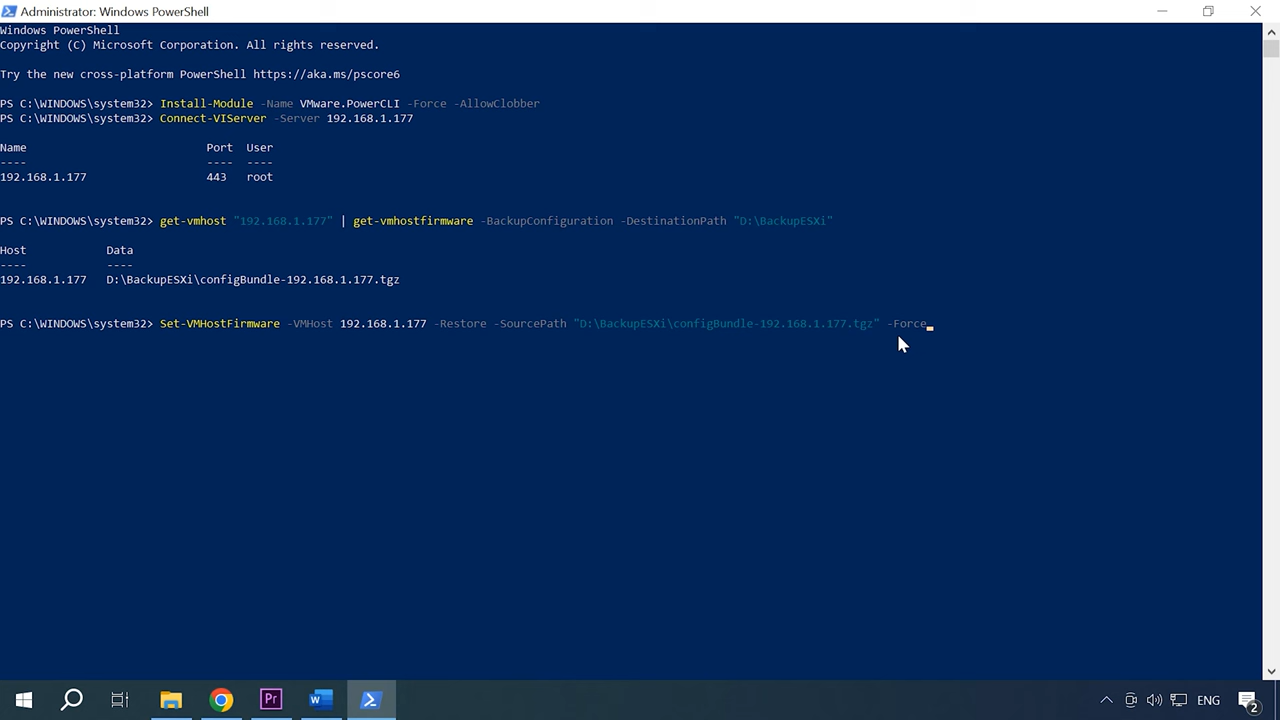 Administrator: Windows PowerShell
Windows PowerShell
Copyright (C) Microsoft Corporation. All rights reserved.
Try the new cross-platform PowerShell https://aka.ms/pscore6
PS C:\WINDOWS\system32> Install-Module -Name VMware.PowerCLI -Force -AllowClobber
PS C:\WINDOWS\system32> Connect-VIServer -Server 192.168.1.177
Name Port User
---- ---- ----
192.168.1.177 443 root
PS C:\WINDOWS\system32> get-vmhost "192.168.1.177" | get-vmhostfirmware -BackupConfiguration -DestinationPath "D:\BackupESXi"
Host Data
---- ----
192.168.1.177 D:\BackupESXi\configBundle-192.168.1.177.tgz
PS C:\WINDOWS\system32> Set-VMHostFirmware -VMHost 192.168.1.177 -Restore -SourcePath "D:\BackupESXi\configBundle-192.168.1.177.tgz" -Force_
Pr W ENG 2